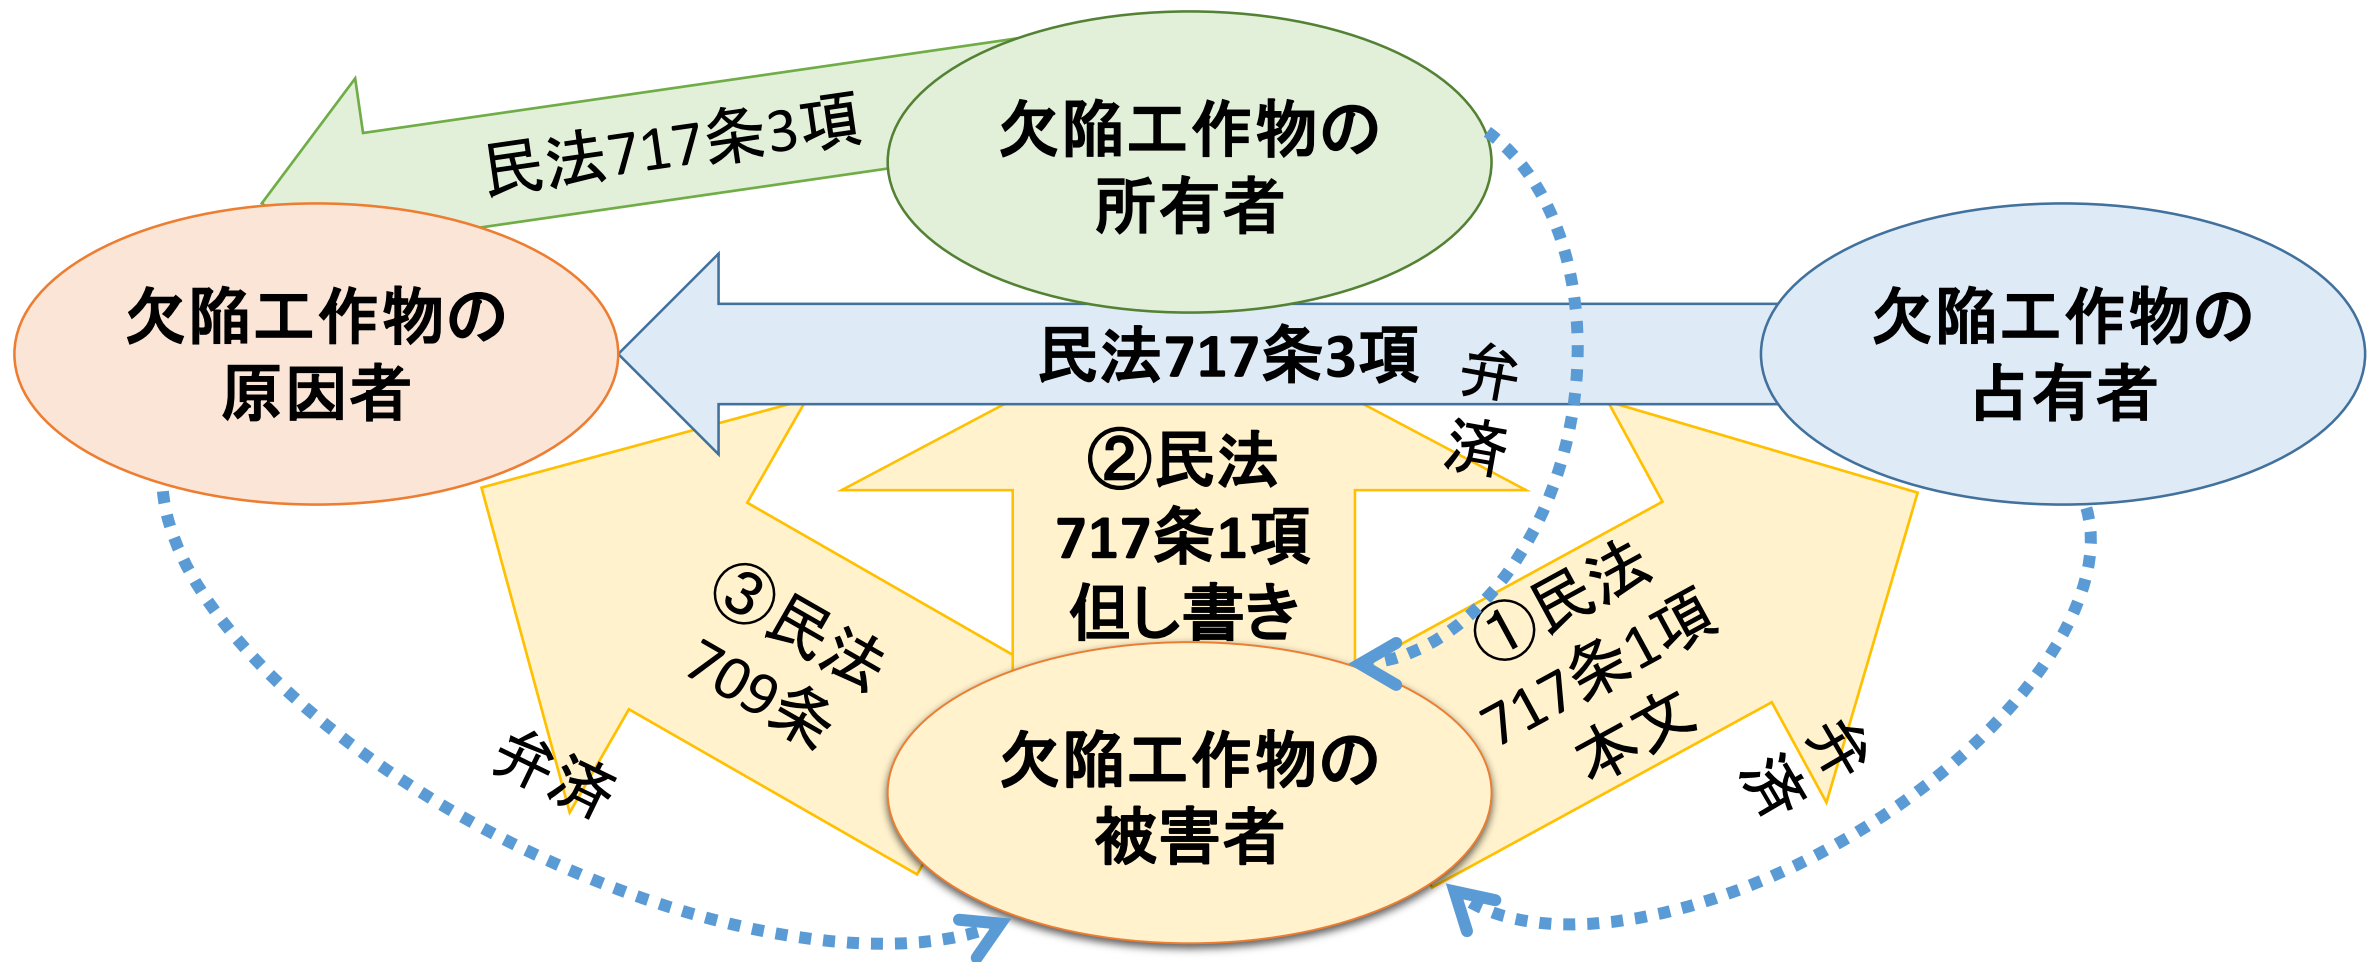 民法717条3項
欠陥工作物の
所有者
欠陥工作物の
原因者
民法717条3項
欠陥工作物の
占有者
弁
済
②民法
717条1項
但し書き
③民法
709条
①民法
717条1項
本文
弁済
弁
済
欠陥工作物の
被害者